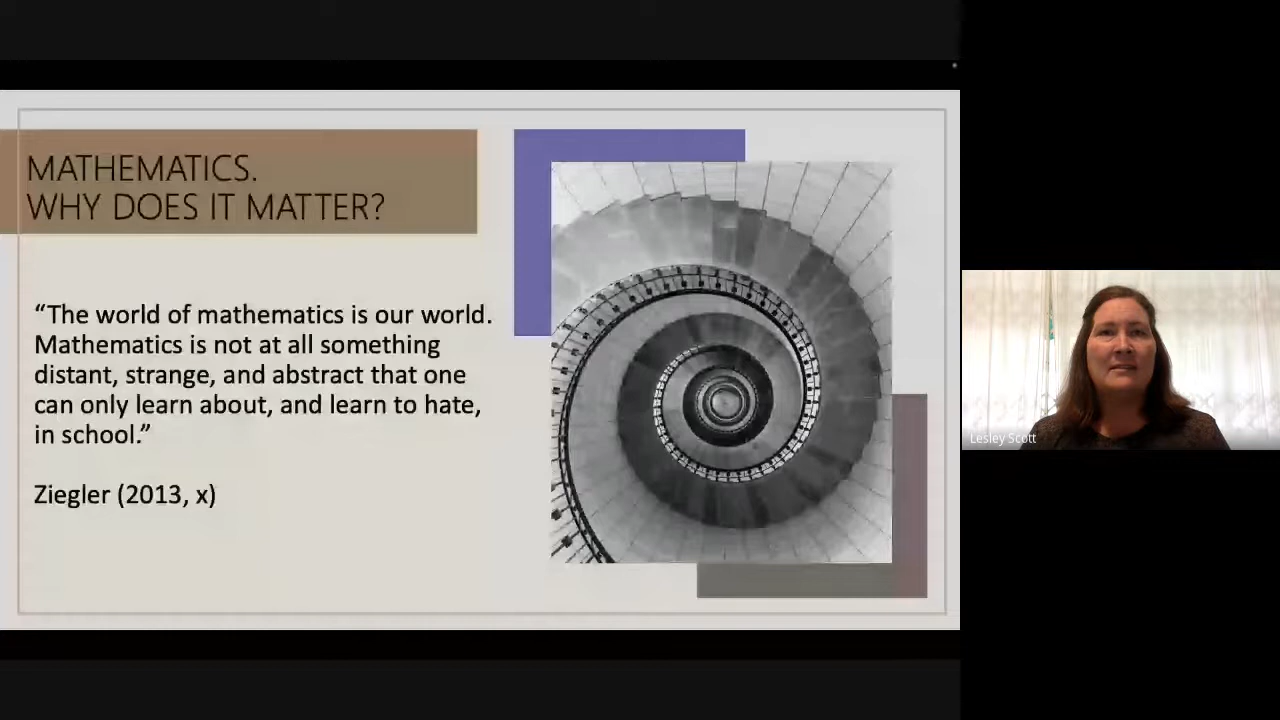 MATHEMATICS.
WHY DOES IT MATTER?
“The world of mathematics is our world.
Mathematics is not at all something
distant, strange, and abstract that one
can only learn about, and learn to hate,
in school.”
Ziegler (2013, x)
Lesley Scott